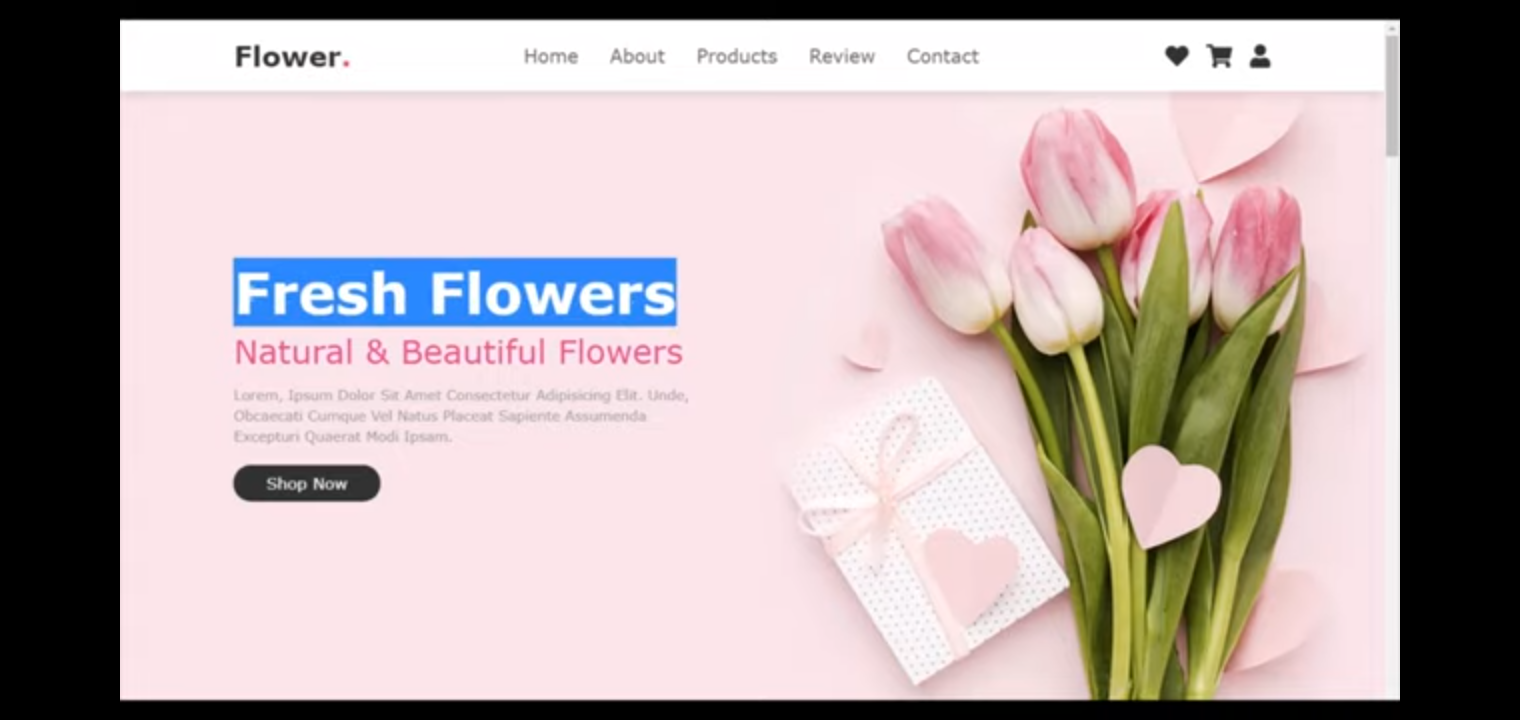 Flower.
Home About Products Review Contact
Fresh Flowers
Natural & Beautiful Flowers
Lorem, Ipsum Dolor Sit Amet Consectetur Adipisicing Elit. Unde,
Obcaecati Cumque Vel Natus Placeat Sapiente Assumenda
Excepturi Quaerat Modi Ipsam.
Shop Now